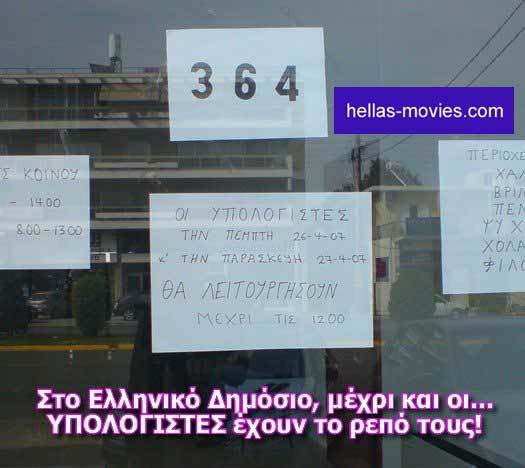 364
hellas-movies.com
Σ ΚΟΙΝΟΥ
- 14.00
8.00-13.00
ΟΙ ΥΠΟΛΟΓΙΣΤΕΣ
ΤΗΝ ΠΕΜΠΤΗ 26-4-07
κ' ΤΗΝ ΠΑΡΑΣΚΕΥΗ 27-4-07
ΘΑ ΛΕΙΤΟΥΡΓΗΣΟΥΝ
ΜΕΧΡΙ ΤΙΣ 12.00
ΠΕΡΙΟΧΕ
ΧΑΛ
ΒΡΙΛ
ΠΕΝ
ΨΥΧ
ΧΟΛΑ
ΦΙΛΟ
Στο Ελληνικό Δημόσιο, μέχρι και οι...
ΥΠΟΛΟΓΙΣΤΕΣ έχουν το ρεπό τους!